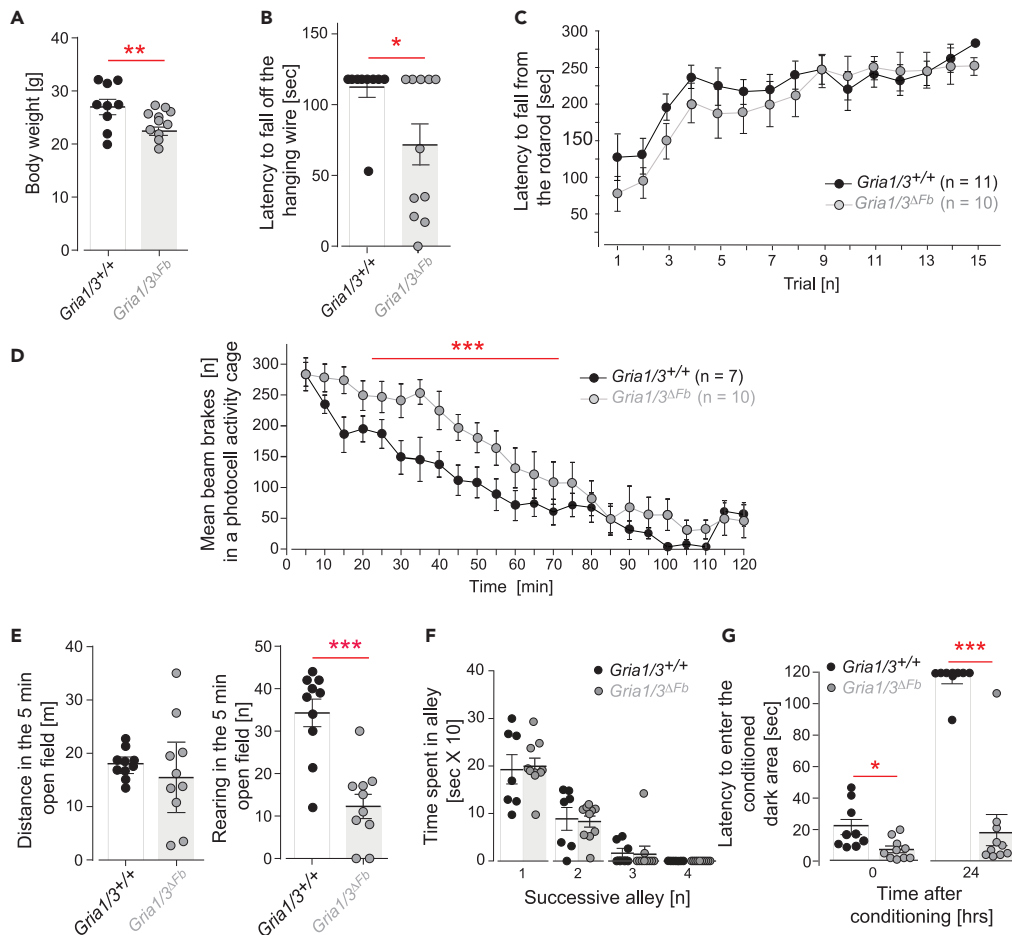 A
Body weight [g]
40
30
20
10
0
**
Gria1/3+/+
Gria1/3ΔFb
B
Latency to fall off the
hanging wire [sec]
150
100
50
0
*
Gria1/3+/+
Gria1/3ΔFb
C
Latency to fall from
the rotarod [sec]
300
250
200
150
100
50
Gria1/3+/+ (n = 11)
Gria1/3ΔFb (n = 10)
1 3 5 7 9 11 13 15
Trial [n]
D
Mean beam brakes [n]
in a photocell activity cage
300
250
200
150
100
50
0
***
Gria1/3+/+ (n = 7)
Gria1/3ΔFb (n = 10)
0 10 20 30 40 50 60 70 80 90 100 110 120
Time [min]
E
Distance in the 5 min
open field [m]
40
30
20
10
0
Gria1/3+/+
Gria1/3ΔFb
Rearing in the 5 min
open field [n]
50
40
30
20
10
0
***
Gria1/3+/+
Gria1/3ΔFb
F
Time spent in alley
[sec X 10]
40
30
20
10
0
Gria1/3+/+
Gria1/3ΔFb
1 2 3 4
Successive alley [n]
G
Latency to enter the
conditioned
dark area [sec]
120
100
80
60
40
20
0
Gria1/3+/+
Gria1/3ΔFb
*
***
0 24
Time after
conditioning [hrs]